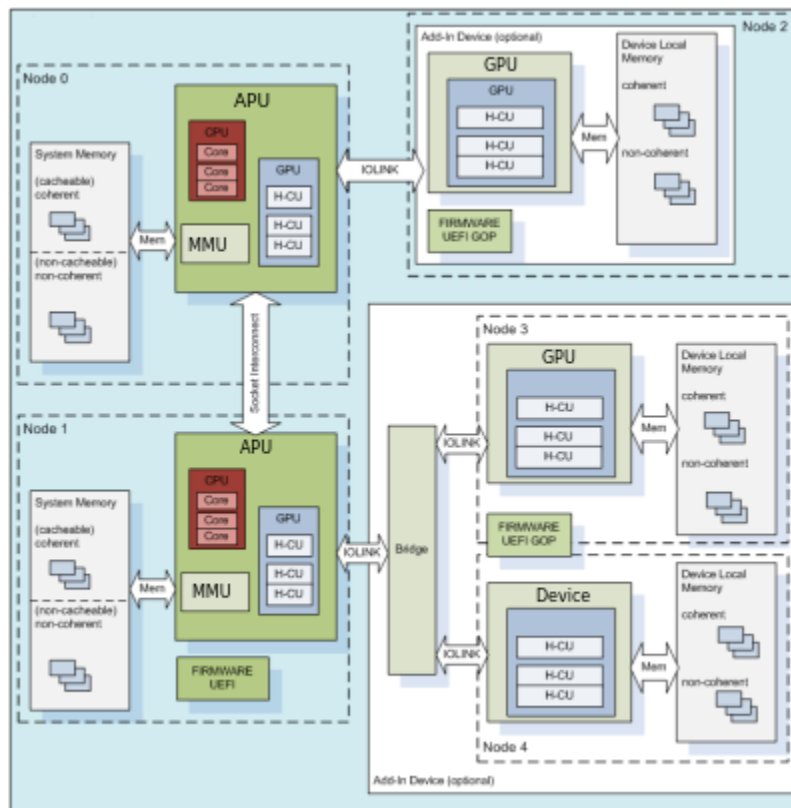 Node 0
APU
CPU
Core
Core
Core
GPU
H-CU
H-CU
H-CU
MMU
System Memory
(cacheable)
coherent
(non-cacheable)
non-coherent
Mem
IOLINK
Node 2
Add-In Device (optional)
GPU
GPU
H-CU
H-CU
H-CU
FIRMWARE
UEFI GOP
Mem
Device Local
Memory
coherent
non-coherent
Socket Interconnect
Node 1
APU
CPU
Core
Core
Core
GPU
H-CU
H-CU
H-CU
MMU
System Memory
(cacheable)
coherent
(non-cacheable)
non-coherent
Mem
FIRMWARE
UEFI
IOLINK
Bridge
IOLINK
Node 3
GPU
H-CU
H-CU
H-CU
Mem
Device Local
Memory
coherent
non-coherent
FIRMWARE
UEFI GOP
IOLINK
Device
H-CU
H-CU
H-CU
Mem
Device Local
Memory
coherent
non-coherent
Node 4
Add-In Device (optional)